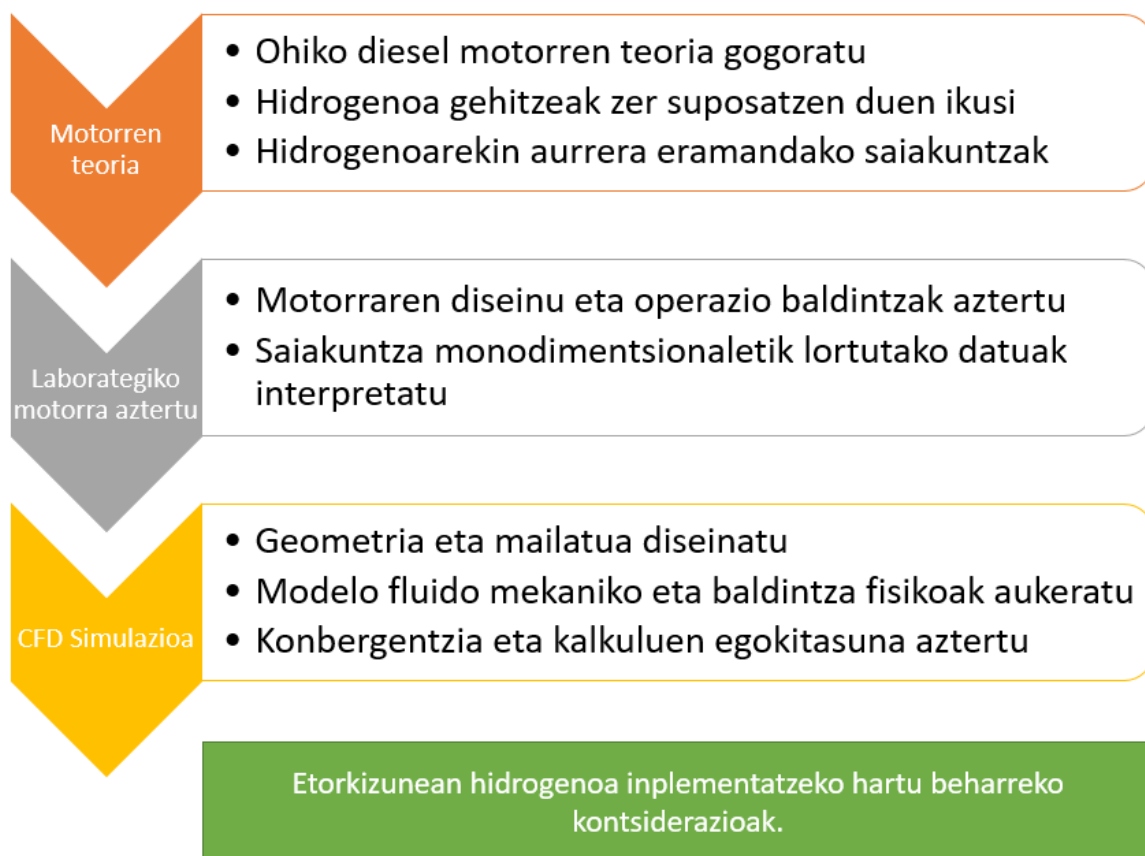 Motorren
teoria
• Ohiko diesel motorren teoria gogoratu
• Hidrogenoa gehitzeak zer suposatzen duen ikusi
• Hidrogenoarekin aurrera eramandako saiakuntzak
Laborategiko
motorra aztertu
• Motorraren diseinu eta operazio baldintzak aztertu
• Saiakuntza monodimentsionaletik lortutako datuak
interpretatu
CFD Simulazioa
• Geometria eta mailatua diseinatu
• Modelo fluido mekaniko eta baldintza fisikoak aukeratu
• Konbergentzia eta kalkuluen egokitasuna aztertu
Etorkizunean hidrogenoa inplementatzeko hartu beharreko
kontsiderazioak.